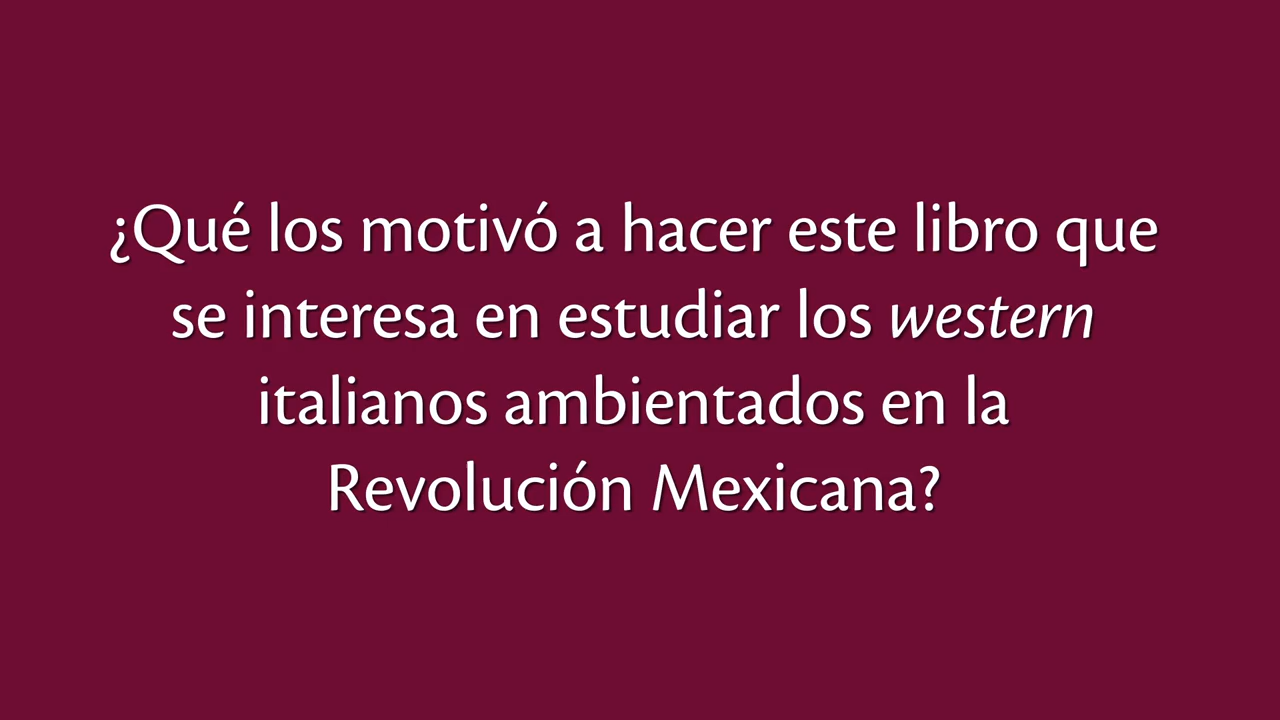 ¿Qué los motivó a hacer este libro que
se interesa en estudiar los western
italianos ambientados en la
Revolución Mexicana?